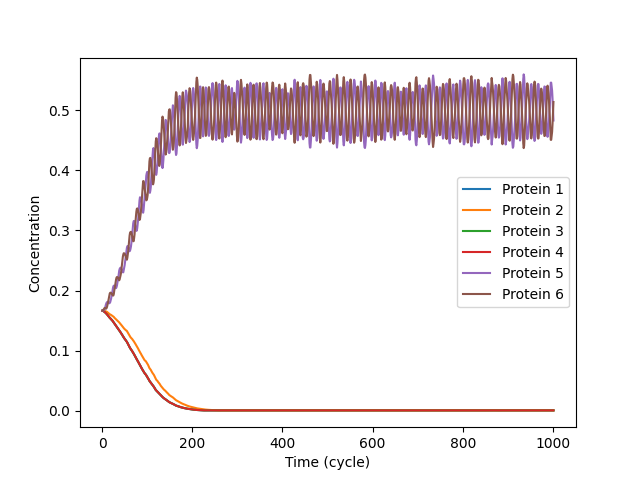 Concentration
0.5
0.4
0.3
0.2
0.1
0.0
Protein 1
Protein 2
Protein 3
Protein 4
Protein 5
Protein 6
0 200 400 600 800 1000
Time (cycle)